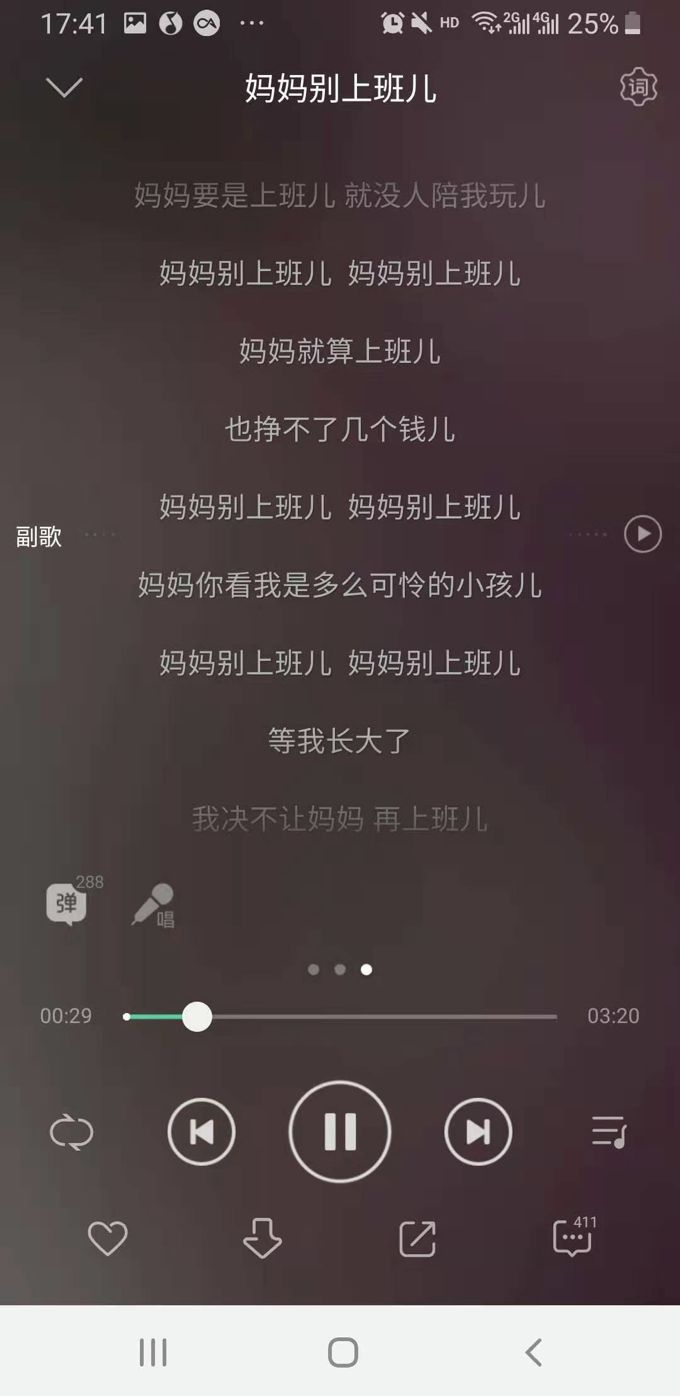 17:41 HD 2G 4G 25%
妈妈别上班儿
词
妈妈要是上班儿 就没人陪我玩儿
妈妈别上班儿 妈妈别上班儿
妈妈就算上班儿
也挣不了几个钱儿
妈妈别上班儿 妈妈别上班儿
副歌
妈妈你看我是多么可怜的小孩儿
妈妈别上班儿 妈妈别上班儿
等我长大了
我决不让妈妈 再上班儿
弹 288
唱
00:29 03:20
411